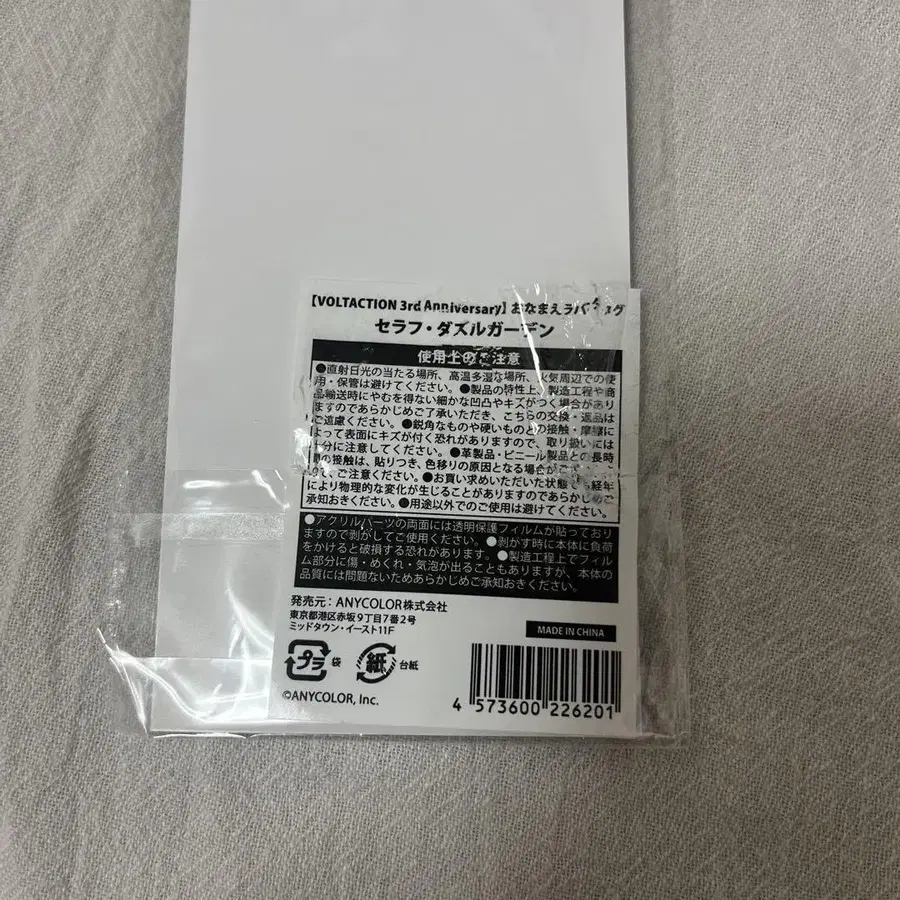 【VOLTACTION 3rd Anniversary】おなまえラバータグ
セラフ・ダズルガーデン
使用上のご注意
●直射日光の当たる場所、高温多湿な場所、火気周辺での使
用・保管は避けてください。●製品の特性上、製造工程や商
品輸送時にやむを得ない細かな凹凸やキズがつく場合があり
ますのであらかじめご了承いただき、こちらの交換・返品は
ご遠慮ください。●鋭角なものや硬いものとの接触・摩擦に
よって表面にキズが付く恐れがありますので、取り扱いには
十分に注意してください。●革製品・ビニール製品との長時
間の接触は、貼りつき、色移りの原因となる場合がございます
ので、ご注意ください。●お買い求めいただいた状態でも経年
により物理的な変化が生じることがありますのであらかじめご
承知おきください。●用途以外でのご使用は避けてください。
●アクリルパーツの両面には透明保護フィルムが貼っており
ますので剥がしてご使用ください。●剥がす時に本体に負荷
をかけると破損する恐れがあります。●製造工程上でフィル
ム部分に傷・めくれ・気泡が出ることもありますが、本体の
品質には問題ないためあらかじめご承知おきください。
発売元：ANYCOLOR株式会社
東京都港区赤坂9丁目7番2号
ミッドタウン・イースト11F
MADE IN CHINA
プラ 袋 紙 台紙
©ANYCOLOR, Inc.
4 573600 226201